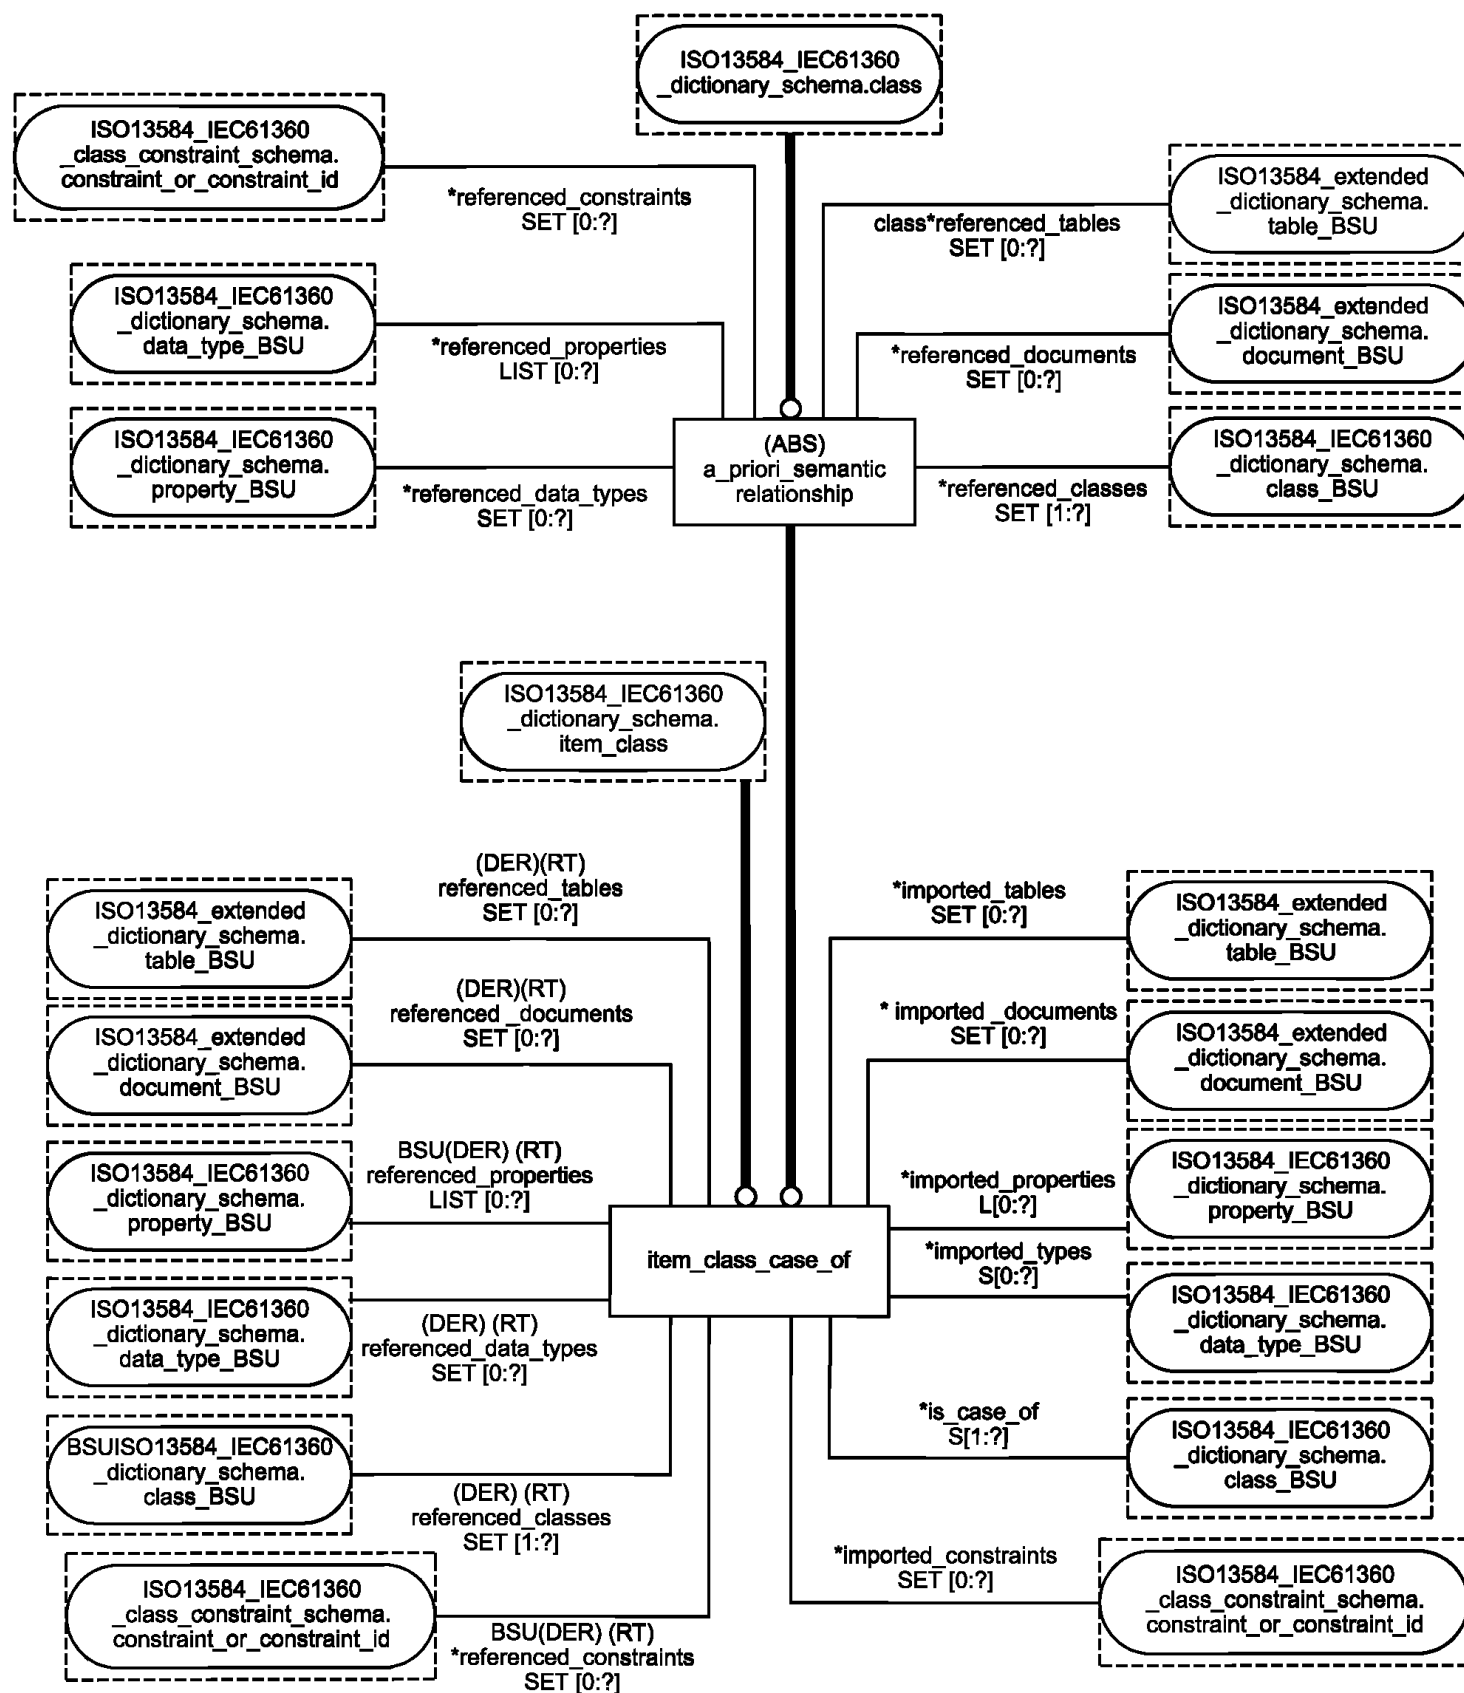 ISO13584_IEC61360
_dictionary_schema.class
ISO13584_IEC61360
_class_constraint_schema.
constraint_or_constraint_id
*referenced_constraints
SET [0:?]
class*referenced_tables
SET [0:?]
ISO13584_extended
_dictionary_schema.
table_BSU
ISO13584_IEC61360
_dictionary_schema.
data_type_BSU
*referenced_properties
LIST [0:?]
*referenced_documents
SET [0:?]
ISO13584_extended
_dictionary_schema.
document_BSU
ISO13584_IEC61360
_dictionary_schema.
property_BSU
*referenced_data_types
SET [0:?]
(ABS)
a_priori_semantic
relationship
*referenced_classes
SET [1:?]
ISO13584_IEC61360
_dictionary_schema.
class_BSU
ISO13584_IEC61360
_dictionary_schema.
item_class
(DER)(RT)
referenced_tables
SET [0:?]
ISO13584_extended
_dictionary_schema.
table_BSU
*imported_tables
SET [0:?]
ISO13584_extended
_dictionary_schema.
table_BSU
(DER)(RT)
referenced _documents
SET [0:?]
ISO13584_extended
_dictionary_schema.
document_BSU
* imported _documents
SET [0:?]
ISO13584_extended
_dictionary_schema.
document_BSU
BSU(DER) (RT)
referenced_properties
LIST [0:?]
ISO13584_IEC61360
_dictionary_schema.
property_BSU
*imported_properties
L[0:?]
ISO13584_IEC61360
_dictionary_schema.
property_BSU
item_class_case_of
*imported_types
S[0:?]
ISO13584_IEC61360
_dictionary_schema.
data_type_BSU
ISO13584_IEC61360
_dictionary_schema.
data_type_BSU
(DER) (RT)
referenced_data_types
SET [0:?]
*is_case_of
S[1:?]
ISO13584_IEC61360
_dictionary_schema.
class_BSU
BSUISO13584_IEC61360
_dictionary_schema.
class_BSU
(DER) (RT)
referenced_classes
SET [1:?]
*imported_constraints
SET [0:?]
ISO13584_IEC61360
_class_constraint_schema.
constraint_or_constraint_id
ISO13584_IEC61360
_class_constraint_schema.
constraint_or_constraint_id
BSU(DER) (RT)
*referenced_constraints
SET [0:?]